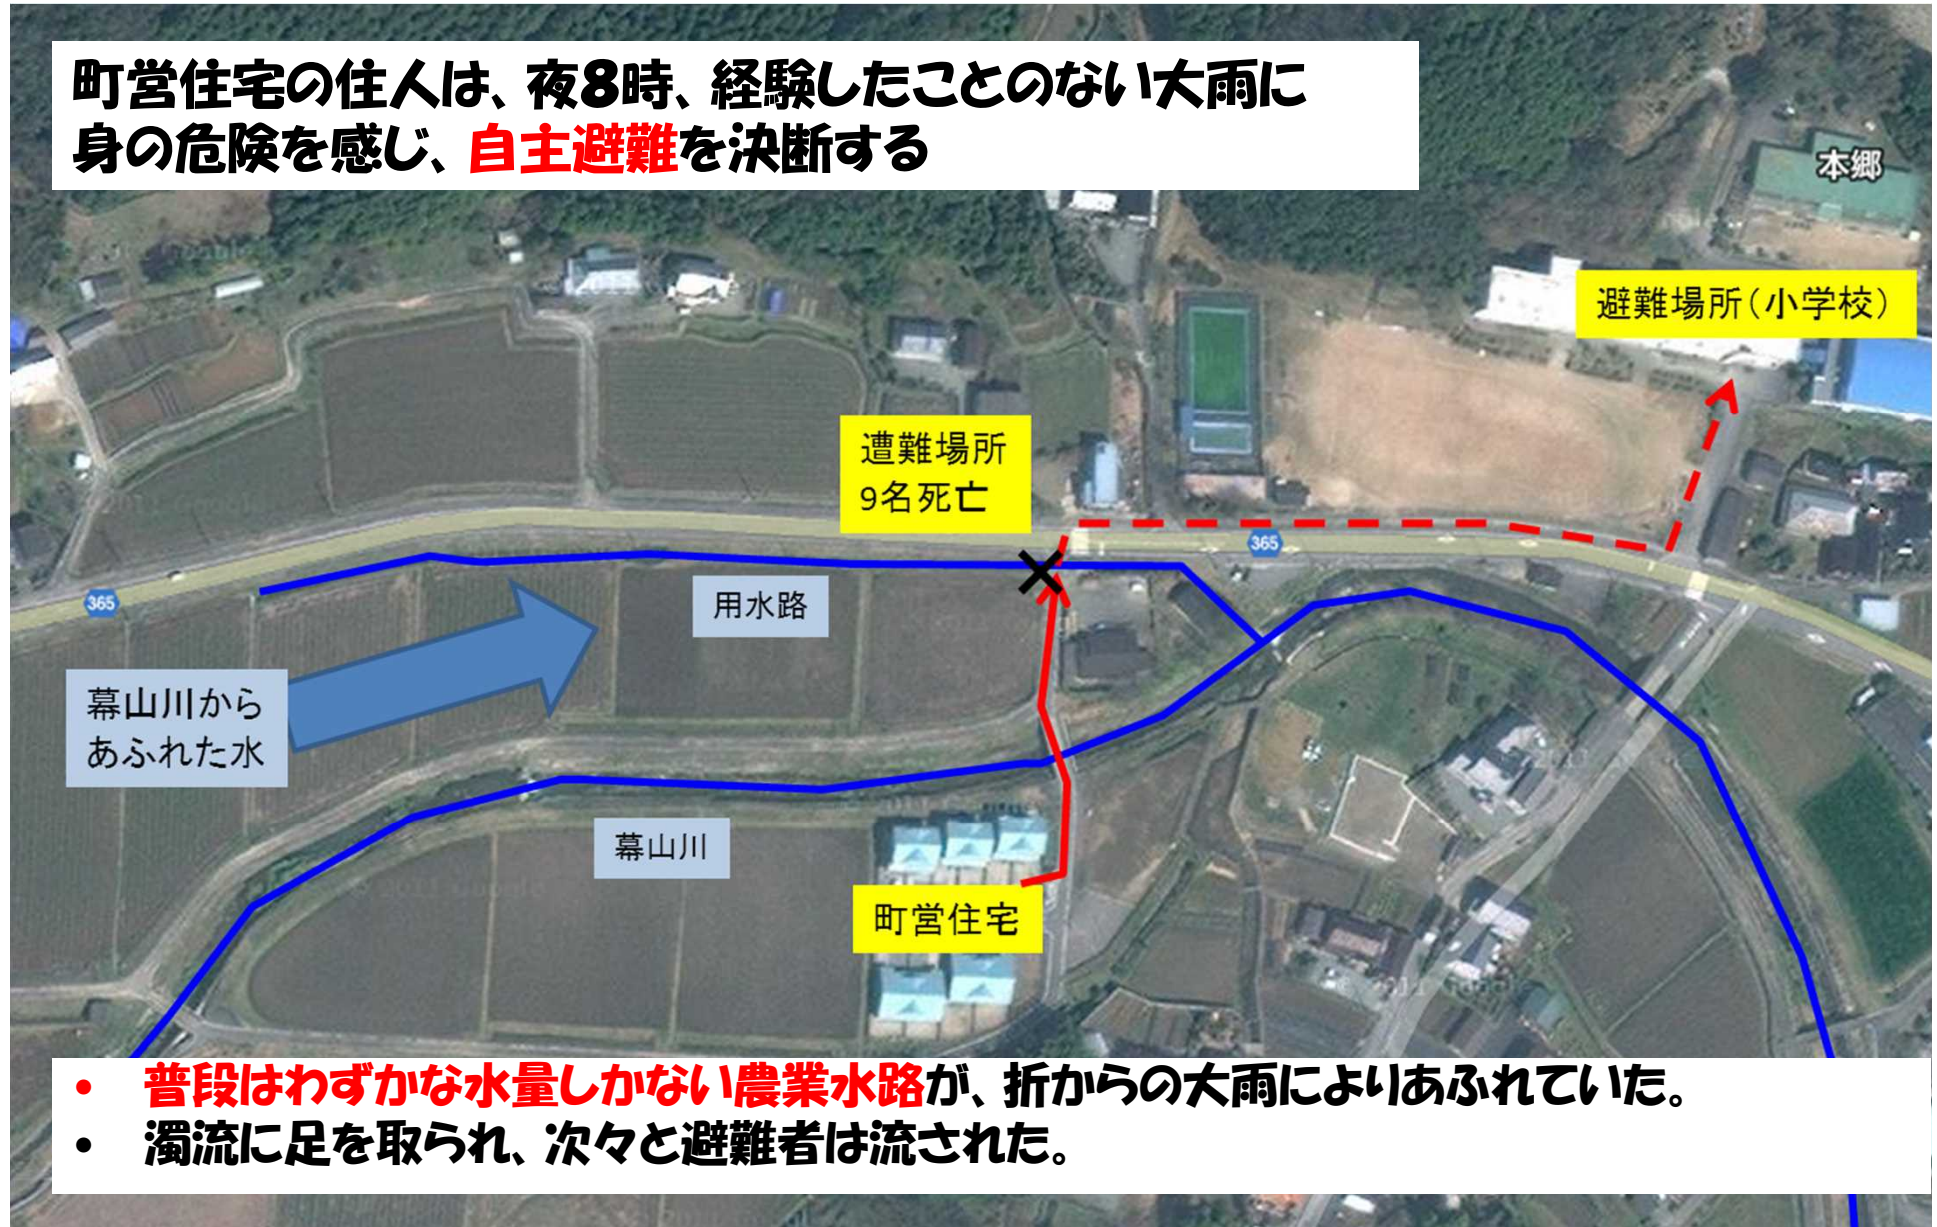 町営住宅の住人は、夜8時、経験したことのない大雨に
身の危険を感じ、自主避難を決断する
本郷
避難場所(小学校)
遭難場所
9名死亡
365
365
用水路
幕山川から
あふれた水
幕山川
町営住宅
• 普段はわずかな水量しかない農業水路が、折からの大雨によりあふれていた。
• 濁流に足を取られ、次々と避難者は流された。